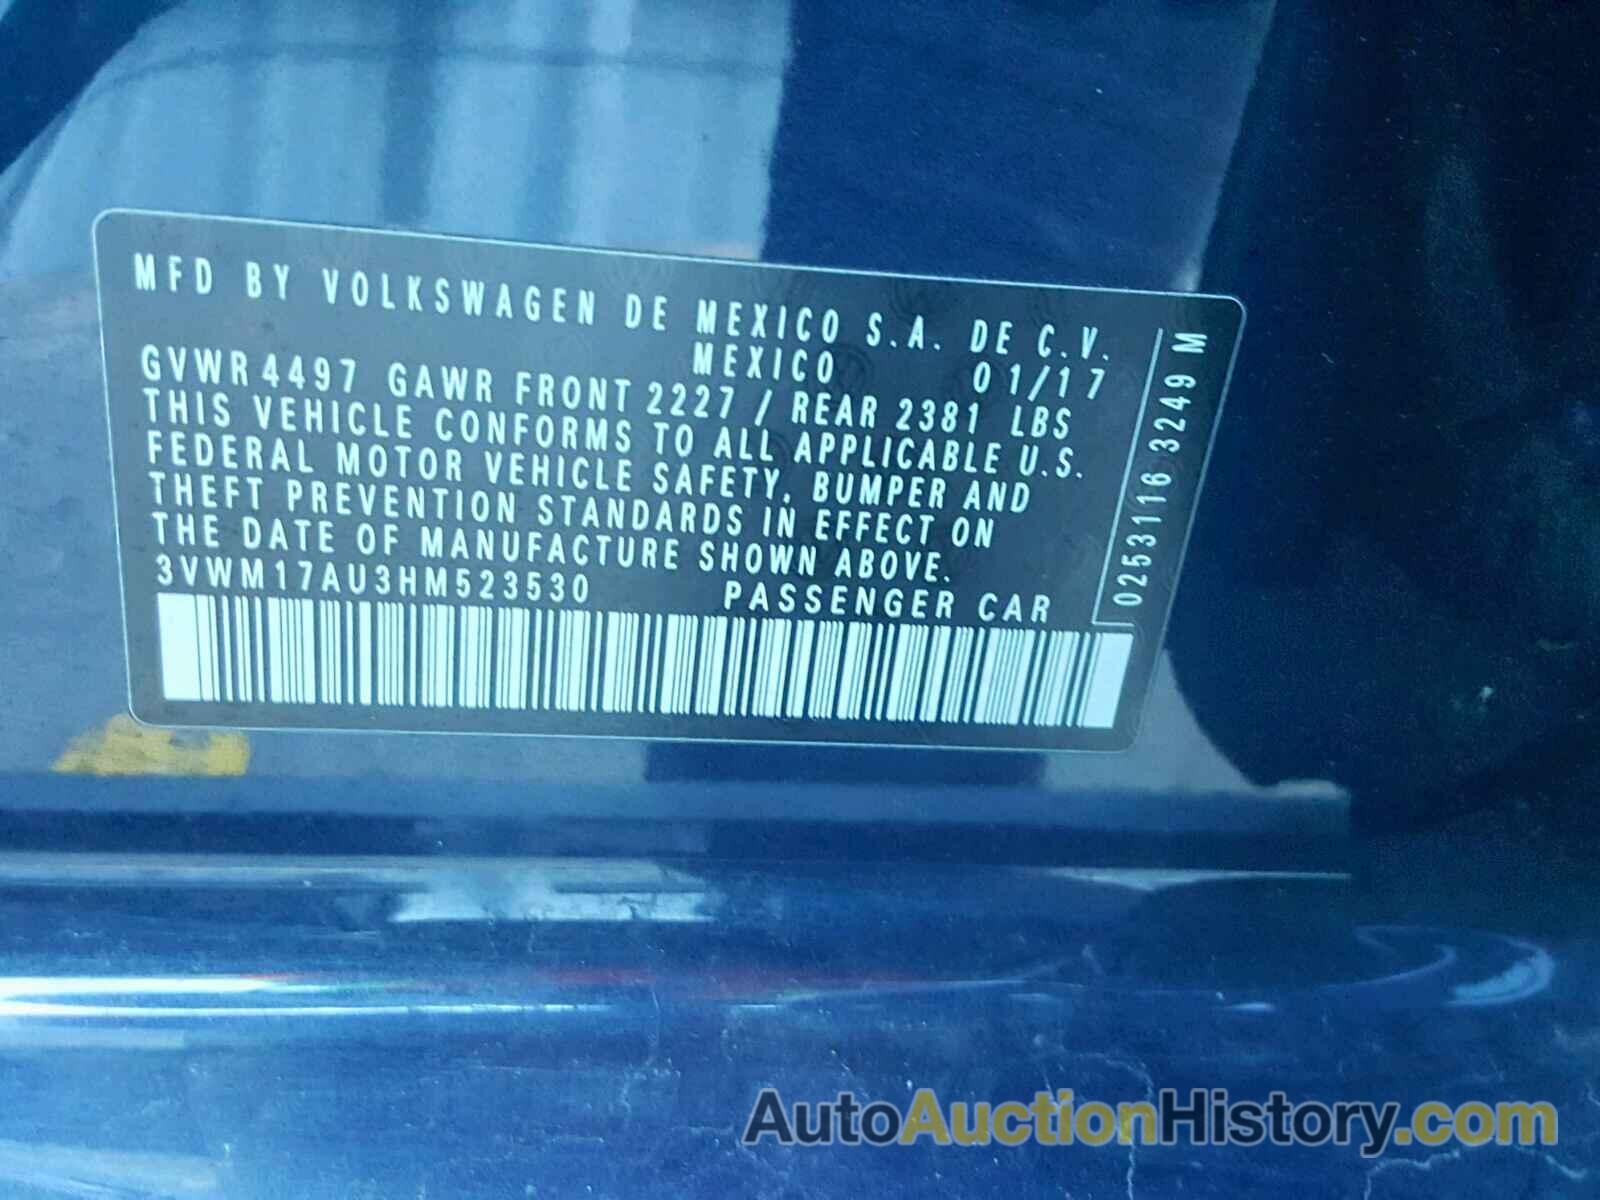 MFD BY VOLKSWAGEN DE MEXICO S.A. DE C.V.
MEXICO 01/17
GVWR 4497 GAWR FRONT 2227 / REAR 2381 LBS
THIS VEHICLE CONFORMS TO ALL APPLICABLE U.S.
FEDERAL MOTOR VEHICLE SAFETY, BUMPER AND
THEFT PREVENTION STANDARDS IN EFFECT ON
THE DATE OF MANUFACTURE SHOWN ABOVE.
3VWM17AU3HM523530 PASSENGER CAR
0253116 3249 M
AutoAuctionHistory.com